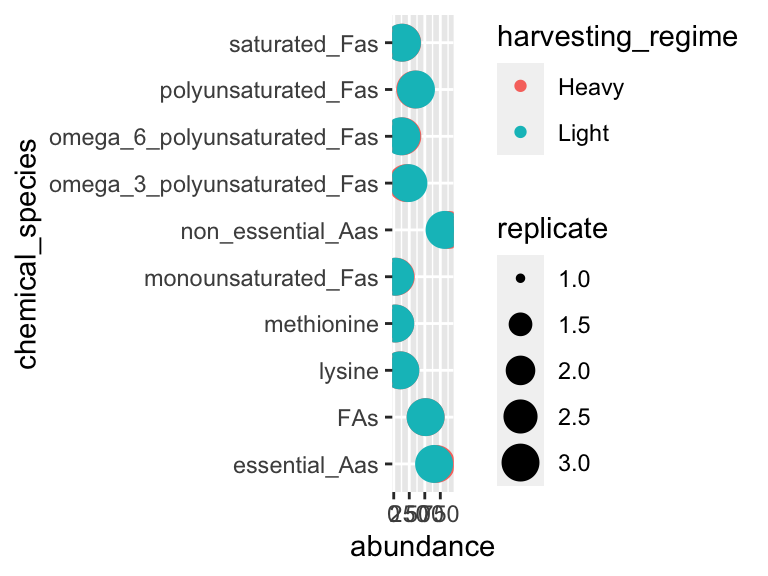 chemical_species
saturated_Fas
polyunsaturated_Fas
omega_6_polyunsaturated_Fas
omega_3_polyunsaturated_Fas
non_essential_Aas
monounsaturated_Fas
methionine
lysine
FAs
essential_Aas
abundance
harvesting_regime
Heavy
Light
replicate
1.0
1.5
2.0
2.5
3.0